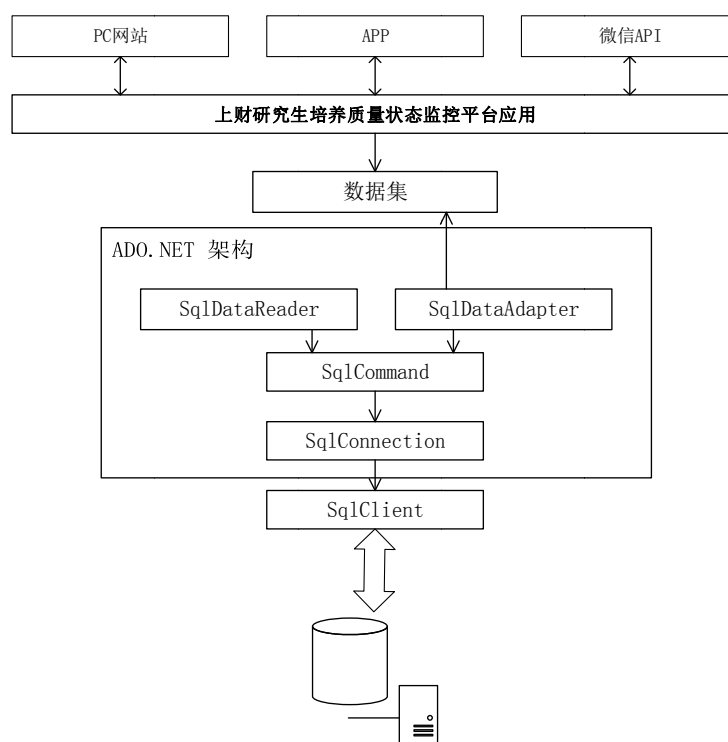 PC网站
APP
微信API
上财研究生培养质量状态监控平台应用
数据集
ADO.NET 架构
SqlDataReader
SqlDataAdapter
SqlCommand
SqlConnection
SqlClient